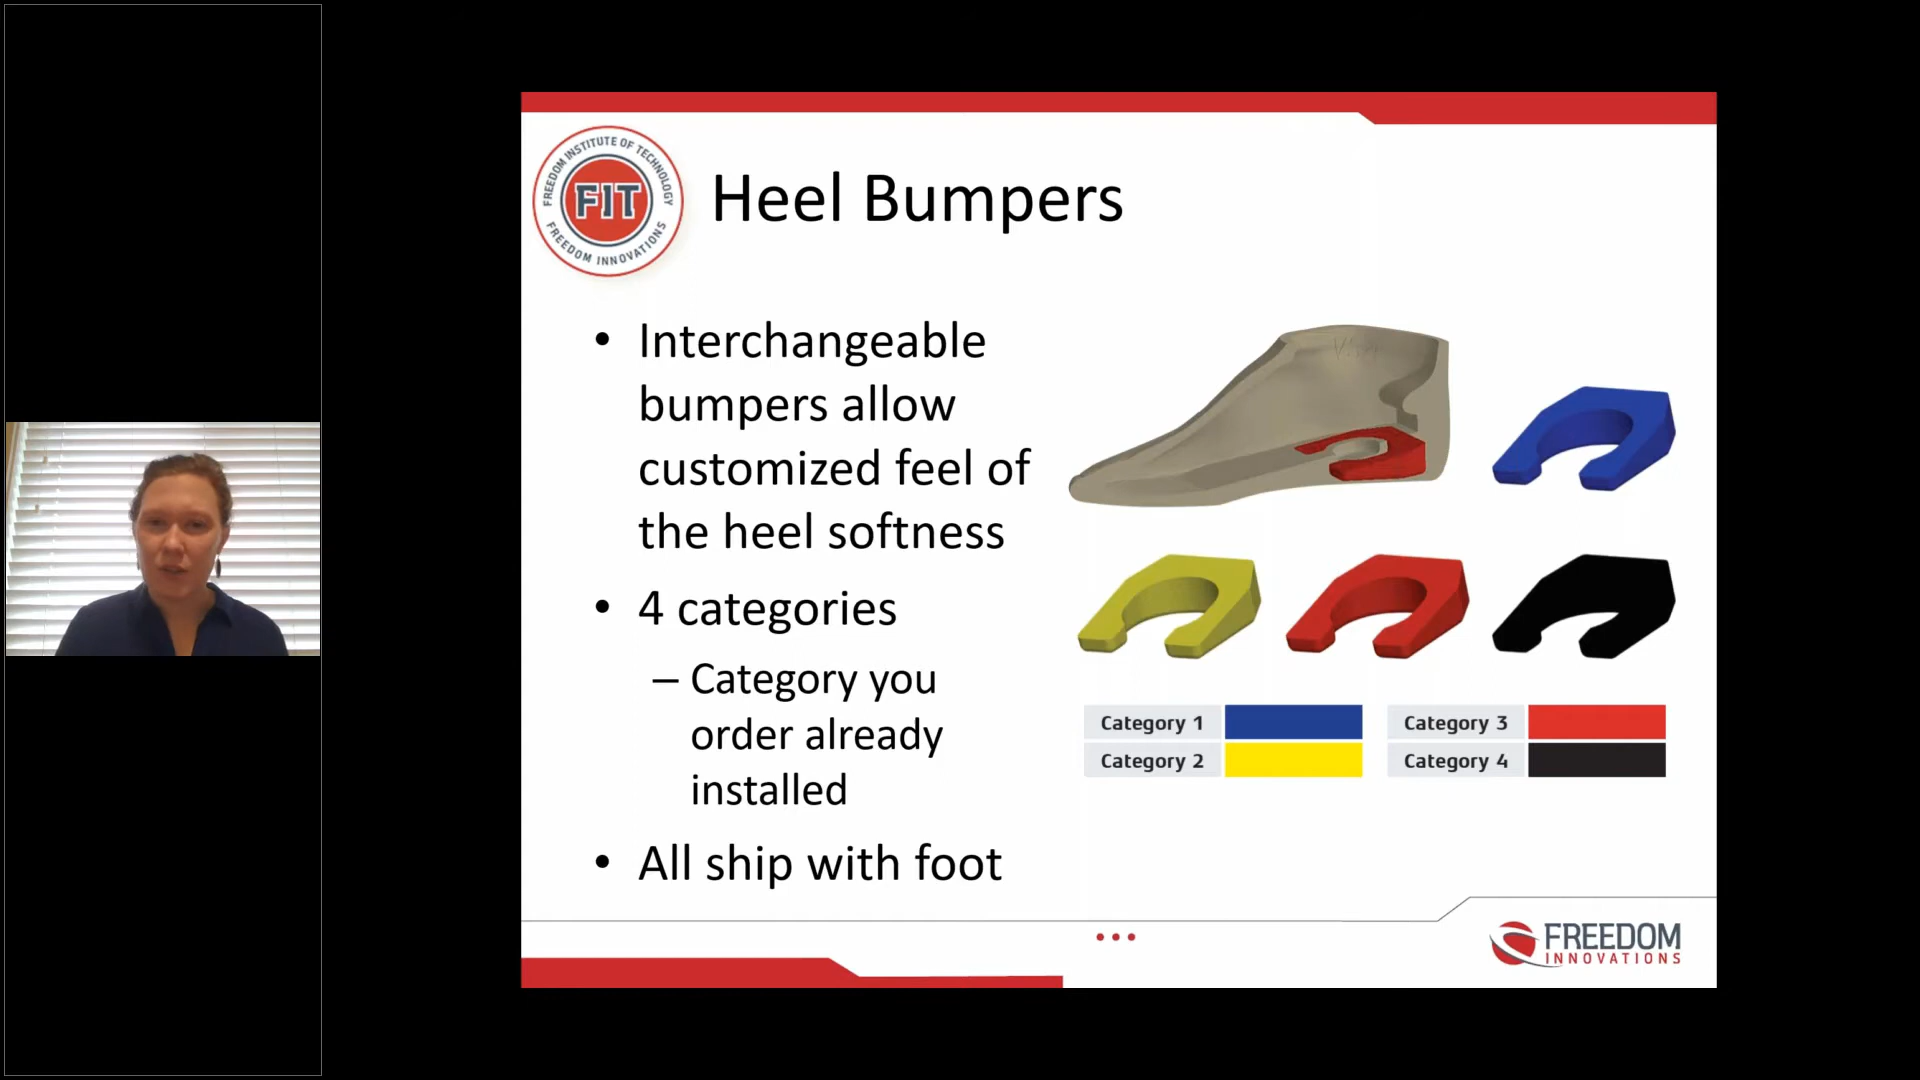 FREEDOM INSTITUTE OF TECHNOLOGY
FIT
FREEDOM INNOVATIONS
Heel Bumpers
• Interchangeable
bumpers allow
customized feel of
the heel softness
• 4 categories
– Category you
order already
installed
• All ship with foot
Category 1
Category 3
Category 2
Category 4
FREEDOM
INNOVATIONS